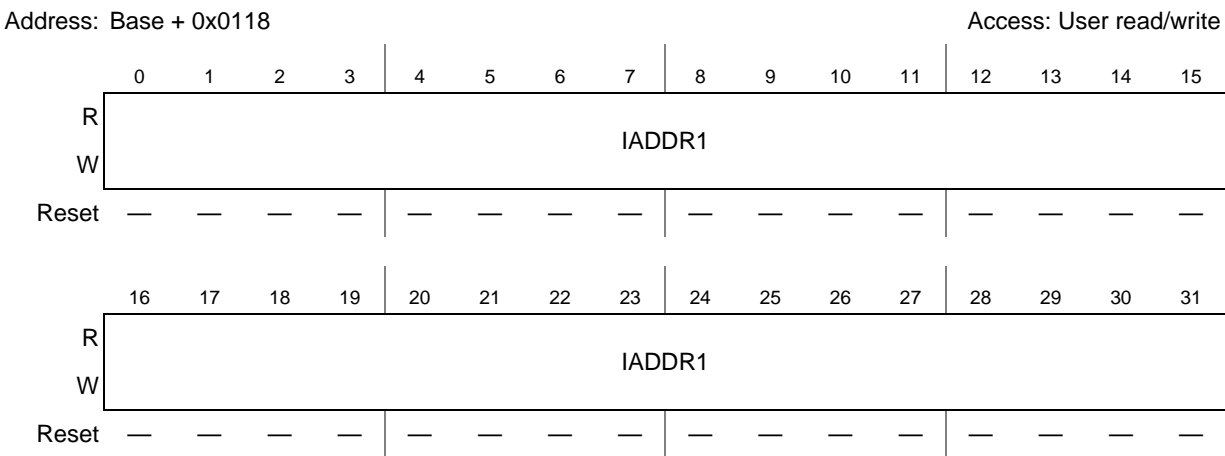 Address: Base + 0x0118 Access: User read/write
0 1 2 3 4 5 6 7 8 9 10 11 12 13 14 15
R
IADDR1
W
Reset — — — — — — — — — — — — — — — —
16 17 18 19 20 21 22 23 24 25 26 27 28 29 30 31
R
IADDR1
W
Reset — — — — — — — — — — — — — — — —